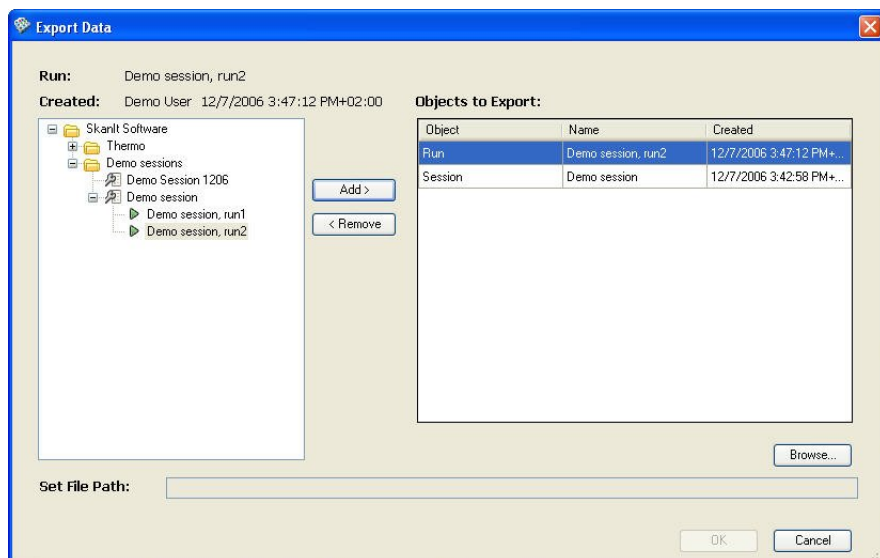 Export Data
Run: Demo session, run2
Created: Demo User 12/7/2006 3:47:12 PM+02:00
Objects to Export:
SkanIt Software
Thermo
Demo sessions
Demo Session 1206
Demo session
Demo session, run1
Demo session, run2
Add >
< Remove
Object Name Created
Run Demo session, run2 12/7/2006 3:47:12 PM+...
Session Demo session 12/7/2006 3:42:58 PM+...
Browse...
Set File Path:
OK Cancel